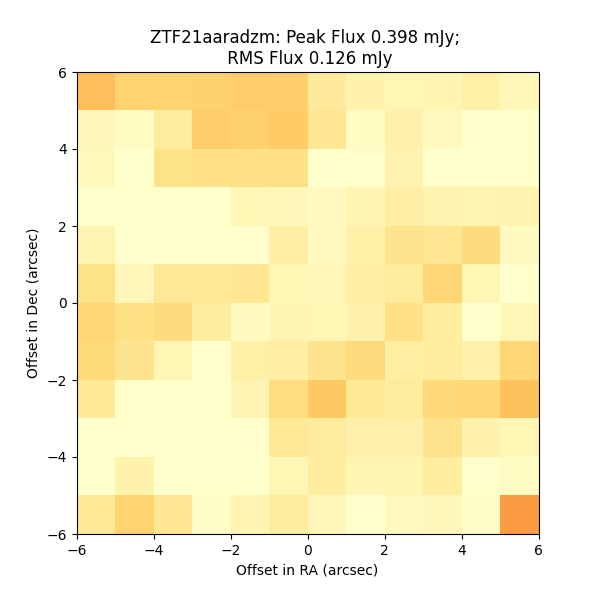 ZTF21aaradzm: Peak Flux 0.398 mJy;
RMS Flux 0.126 mJy
6
4
2
0
−2
−4
−6
Offset in Dec (arcsec)
−6 −4 −2 0 2 4 6
Offset in RA (arcsec)